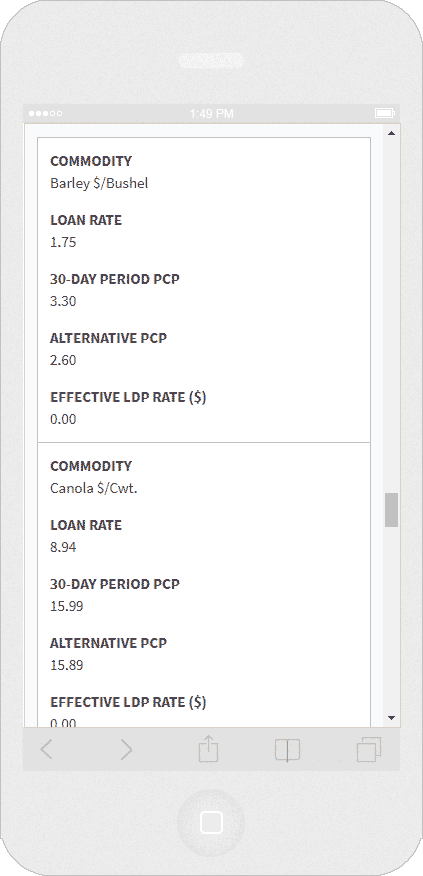 1:49 PM
COMMODITY
Barley $/Bushel
LOAN RATE
1.75
30-DAY PERIOD PCP
3.30
ALTERNATIVE PCP
2.60
EFFECTIVE LDP RATE ($)
0.00
COMMODITY
Canola $/Cwt.
LOAN RATE
8.94
30-DAY PERIOD PCP
15.99
ALTERNATIVE PCP
15.89
EFFECTIVE LDP RATE ($)
0.00